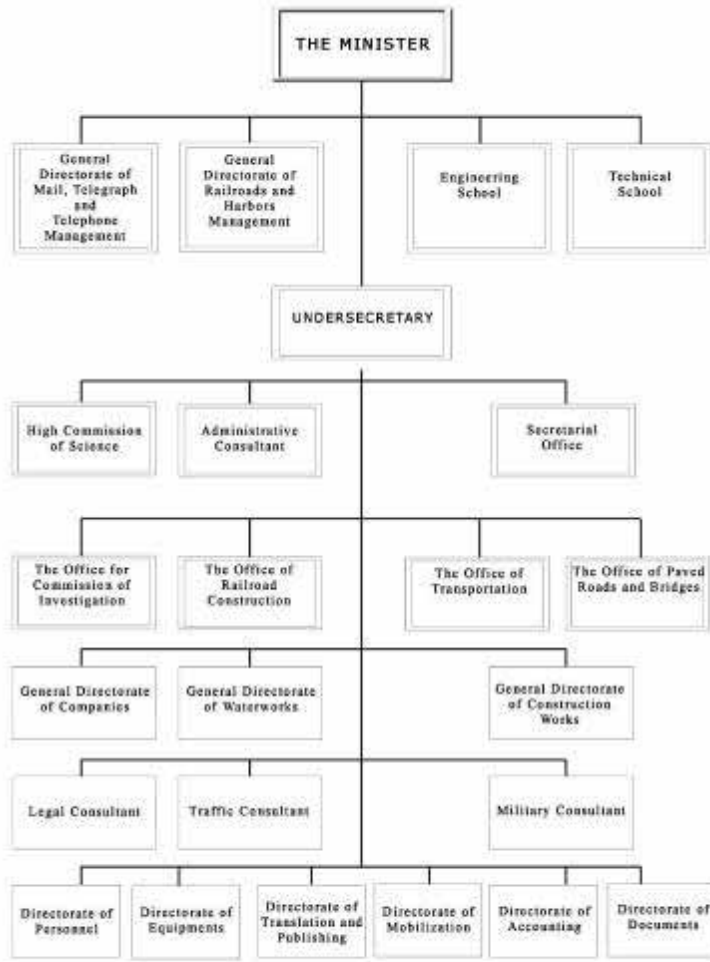 THE MINISTER
General
Directorate of
Mail, Telegraph
and
Telephone
Management
General
Directorate of
Railroads and
Harbors
Management
Engineering
School
Technical
School
UNDERSECRETARY
High Commission
of Science
Administrative
Consultant
Secretarial
Office
The Office for
Commission of
Investigation
The Office of
Railroad
Construction
The Office of
Transportation
The Office of Paved
Roads and Bridges
General Directorate
of Companies
General Directorate
of Waterworks
General Directorate
of Construction
Works
Legal Consultant
Traffic Consultant
Military Consultant
Directorate of
Personnel
Directorate of
Equipments
Directorate of
Translation and
Publishing
Directorate of
Mobilization
Directorate of
Accounting
Directorate of
Documents